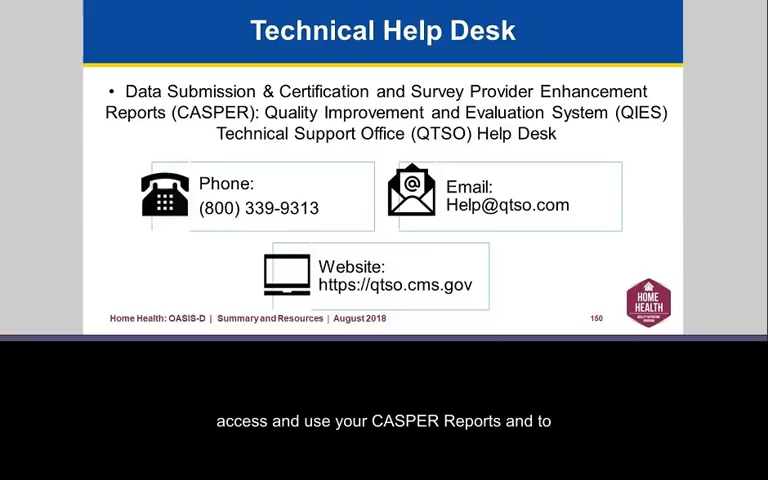 Technical Help Desk
• Data Submission & Certification and Survey Provider Enhancement
Reports (CASPER): Quality Improvement and Evaluation System (QIES)
Technical Support Office (QTSO) Help Desk
Phone:
(800) 339-9313
Email:
Help@qtso.com
Website:
https://qtso.cms.gov
HOME
HEALTH
Home Health: OASIS-D | Summary and Resources | August 2018
150
access and use your CASPER Reports and to